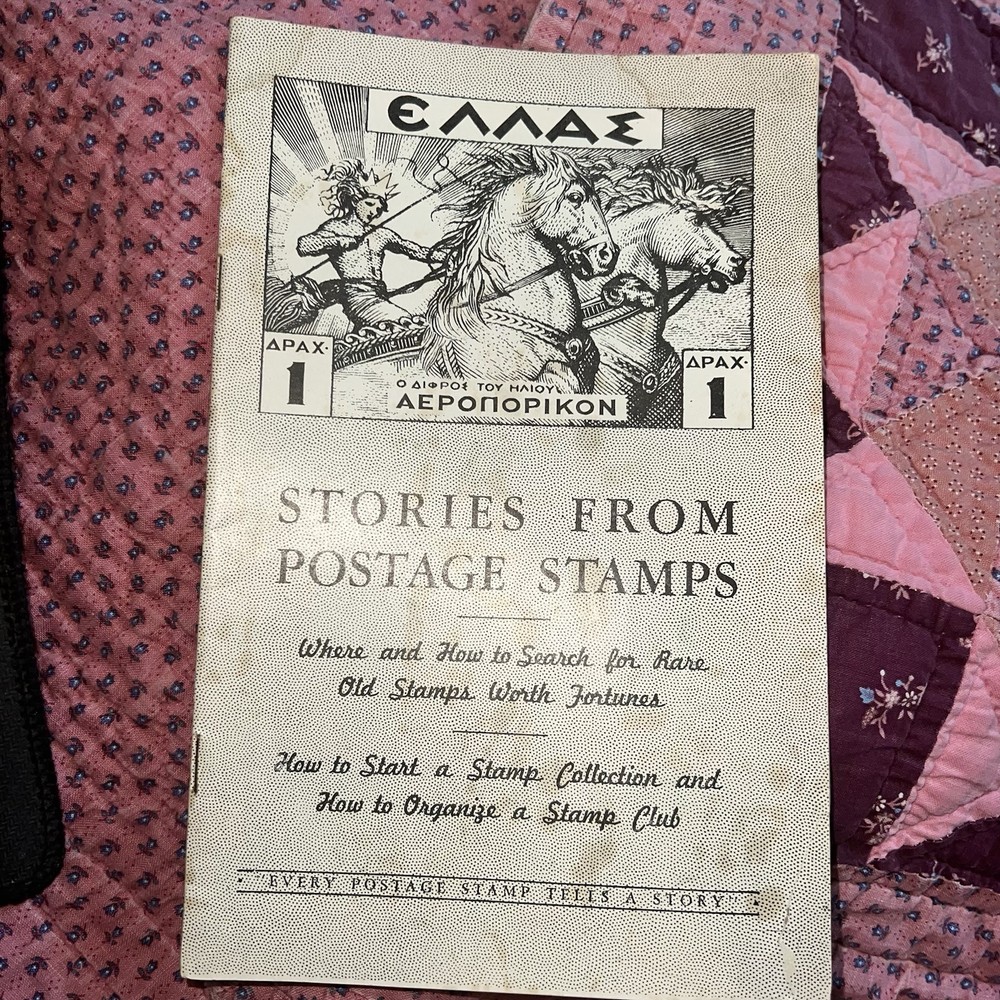 ΕΛΛΑΣ
ΔΡΑΧ·
1
ΔΡΑΧ·
1
Ο ΔΙΦΡΟΣ ΤΟΥ ΗΛΙΟΥ
ΑΕΡΟΠΟΡΙΚΟΝ
STORIES FROM
POSTAGE STAMPS
Where and How to Search for Rare
Old Stamps Worth Fortunes
How to Start a Stamp Collection and
How to Organize a Stamp Club
"EVERY POSTAGE STAMP TELLS A STORY"